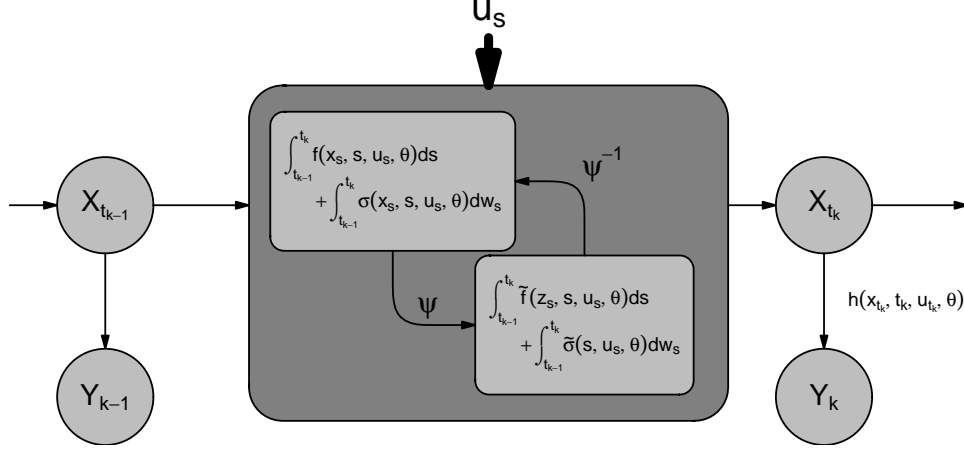 u_s
∫_{t_{k−1}}^{t_k} f(x_s, s, u_s, θ)ds
+ ∫_{t_{k−1}}^{t_k} σ(x_s, s, u_s, θ)dw_s
ψ^{−1}
X_{t_{k−1}}
X_{t_k}
ψ
∫_{t_{k−1}}^{t_k} f̃(z_s, s, u_s, θ)ds
+ ∫_{t_{k−1}}^{t_k} σ̃(s, u_s, θ)dw_s
h(x_{t_k}, t_k, u_{t_k}, θ)
Y_{k−1}
Y_k